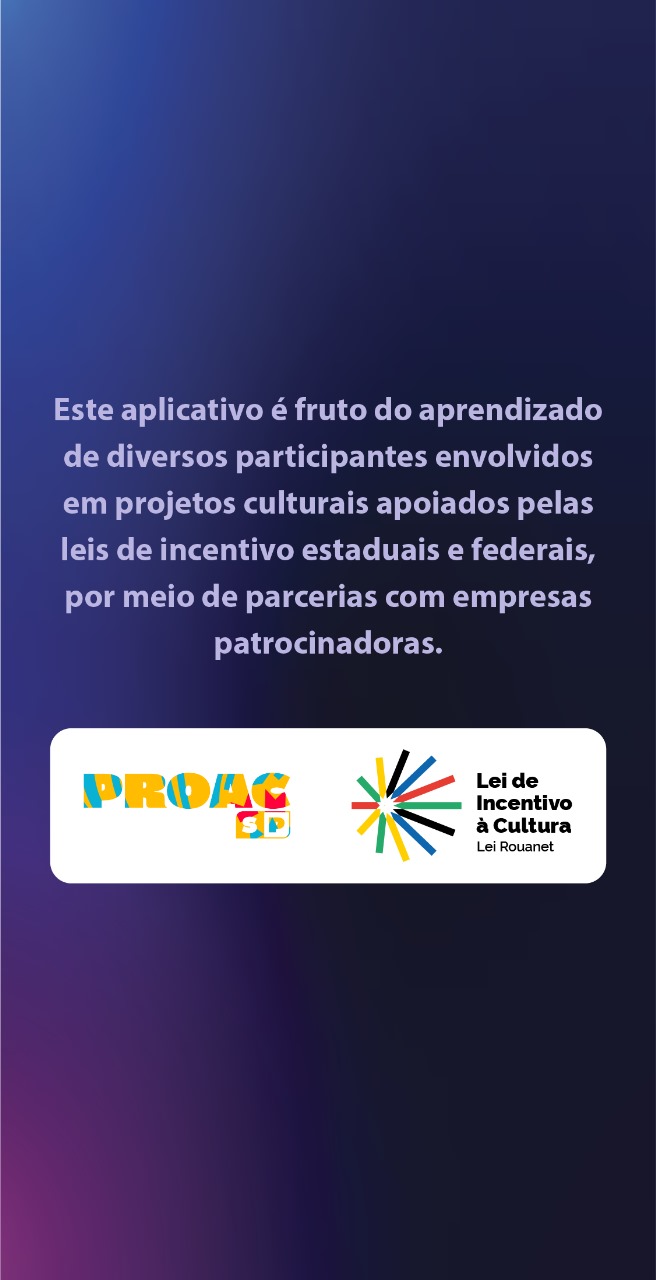 Este aplicativo é fruto do aprendizado
de diversos participantes envolvidos
em projetos culturais apoiados pelas
leis de incentivo estaduais e federais,
por meio de parcerias com empresas
patrocinadoras.
PROAC
SP
Lei de
Incentivo
à Cultura
Lei Rouanet